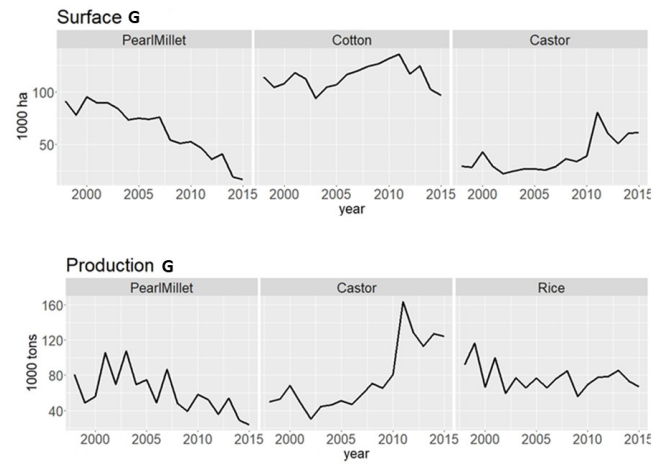 Surface G
PearlMillet Cotton Castor
1000 ha
100
50
2000 2005 2010 2015 2000 2005 2010 2015 2000 2005 2010 2015
year
Production G
PearlMillet Castor Rice
1000 tons
160
120
80
40
2000 2005 2010 2015 2000 2005 2010 2015 2000 2005 2010 2015
year